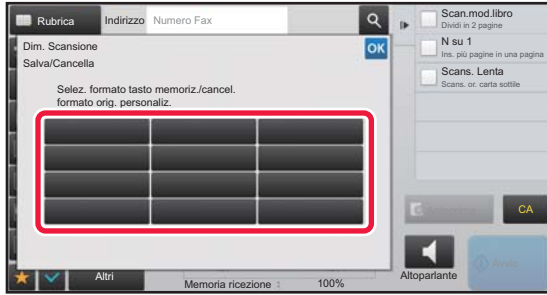 Rubrica
Indirizzo
Numero Fax
Dim. Scansione
OK
Salva/Cancella
Selez. formato tasto memoriz./cancel.
formato orig. personaliz.
Scan.mod.libro
Dividi in 2 pagine
N su 1
Ins. più pagine in una pagina
Scans. Lenta
Scans. or. carta sottile
CA
Altri
Memoria ricezione :
100%
Altoparlante
Avvio